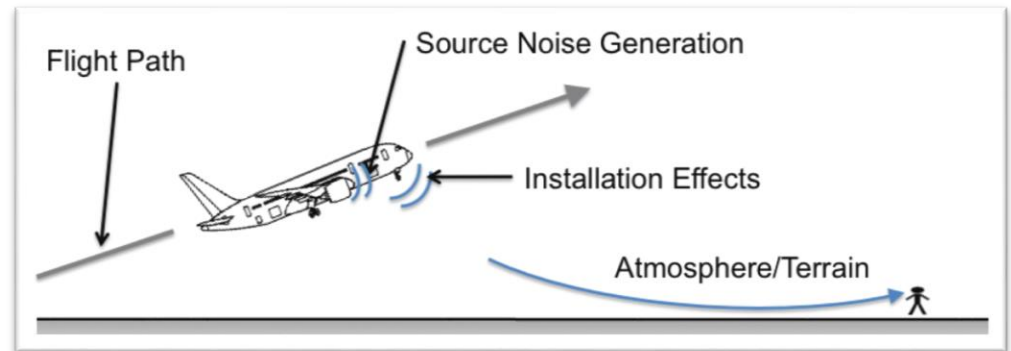 Source Noise Generation
Flight Path
Installation Effects
Atmosphere/Terrain